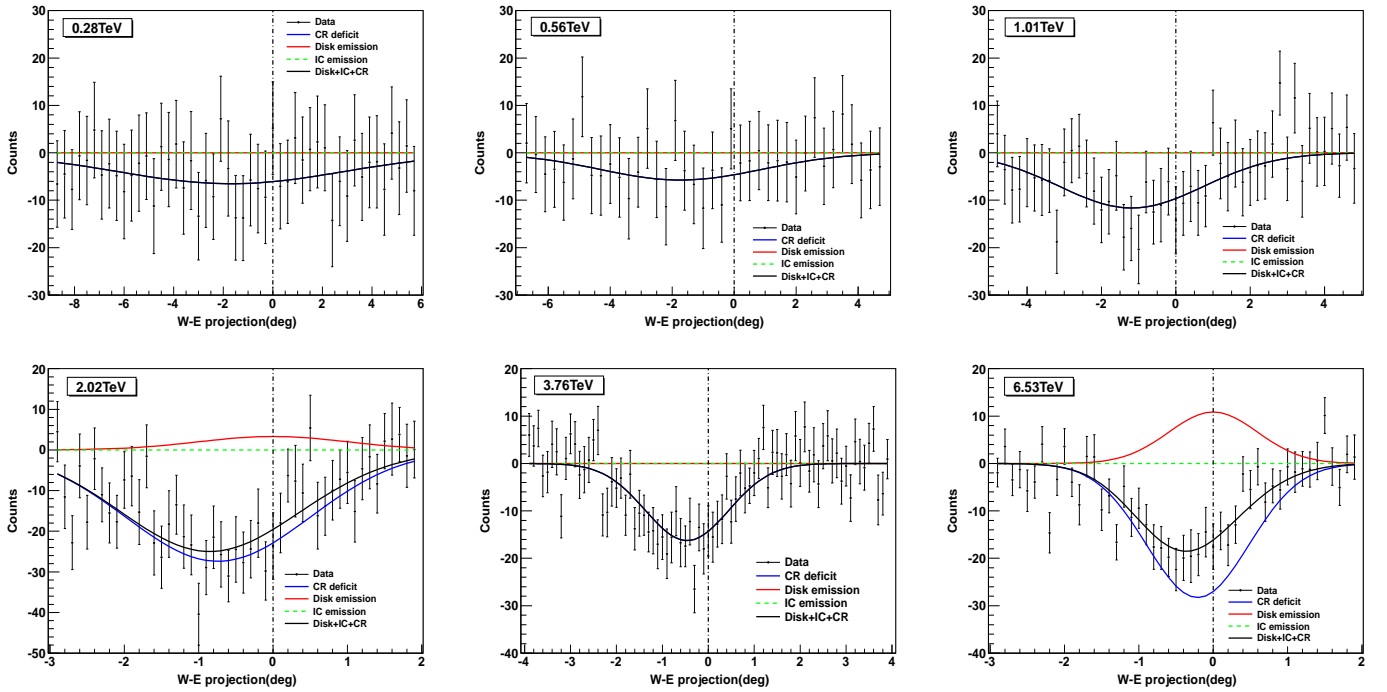 0.28TeV
Data
CR deficit
Disk emission
IC emission
Disk+IC+CR
30
20
10
0
-10
-20
-30
Counts
-8 -6 -4 -2 0 2 4 6
W-E projection(deg)
0.56TeV
Data
CR deficit
Disk emission
IC emission
Disk+IC+CR
30
20
10
0
-10
-20
-30
Counts
-6 -4 -2 0 2 4
W-E projection(deg)
1.01TeV
Data
CR deficit
Disk emission
IC emission
Disk+IC+CR
30
20
10
0
-10
-20
-30
Counts
-4 -2 0 2 4
W-E projection(deg)
2.02TeV
Data
CR deficit
Disk emission
IC emission
Disk+IC+CR
20
10
0
-10
-20
-30
-40
-50
Counts
-3 -2 -1 0 1 2
W-E projection(deg)
3.76TeV
Data
CR deficit
Disk emission
IC emission
Disk+IC+CR
20
10
0
-10
-20
-30
-40
Counts
-4 -3 -2 -1 0 1 2 3 4
W-E projection(deg)
6.53TeV
Data
CR deficit
Disk emission
IC emission
Disk+IC+CR
20
10
0
-10
-20
-30
-40
Counts
-3 -2 -1 0 1 2
W-E projection(deg)